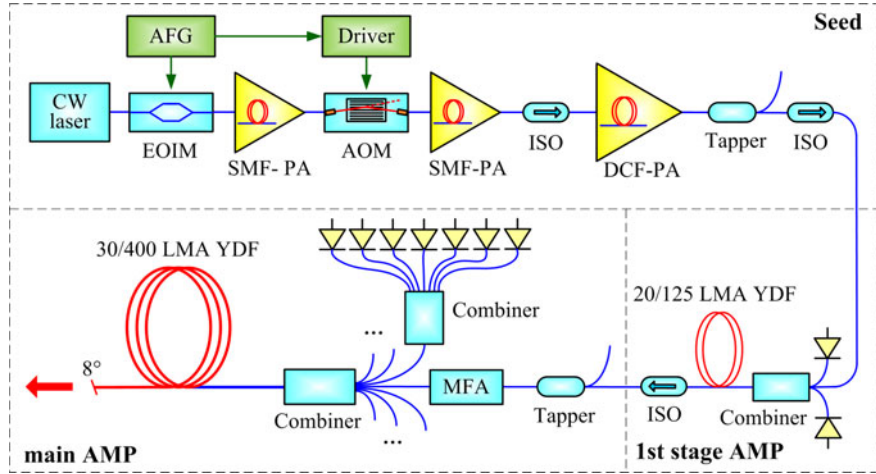 Seed
AFG
Driver
CW
laser
EOIM
SMF- PA
AOM
SMF-PA
ISO
DCF-PA
Tapper
ISO
30/400 LMA YDF
Combiner
...
8°
Combiner
...
MFA
Tapper
main AMP
20/125 LMA YDF
ISO
Combiner
1st stage AMP